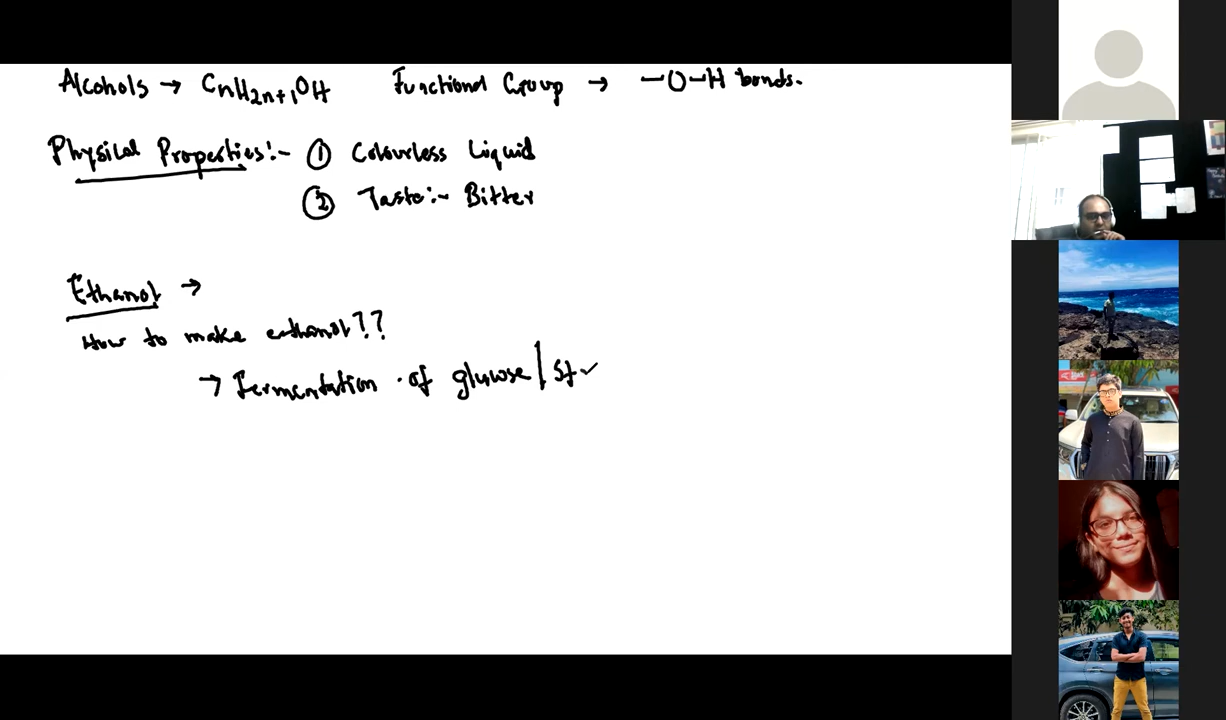 Alcohols → CnH2n+1OH Functional Group → -O-H bonds.
Physical Properties:- ① Colourless Liquid
② Taste:- Bitter
Ethanol →
How to make ethanol??
→ Fermentation of glucose | St